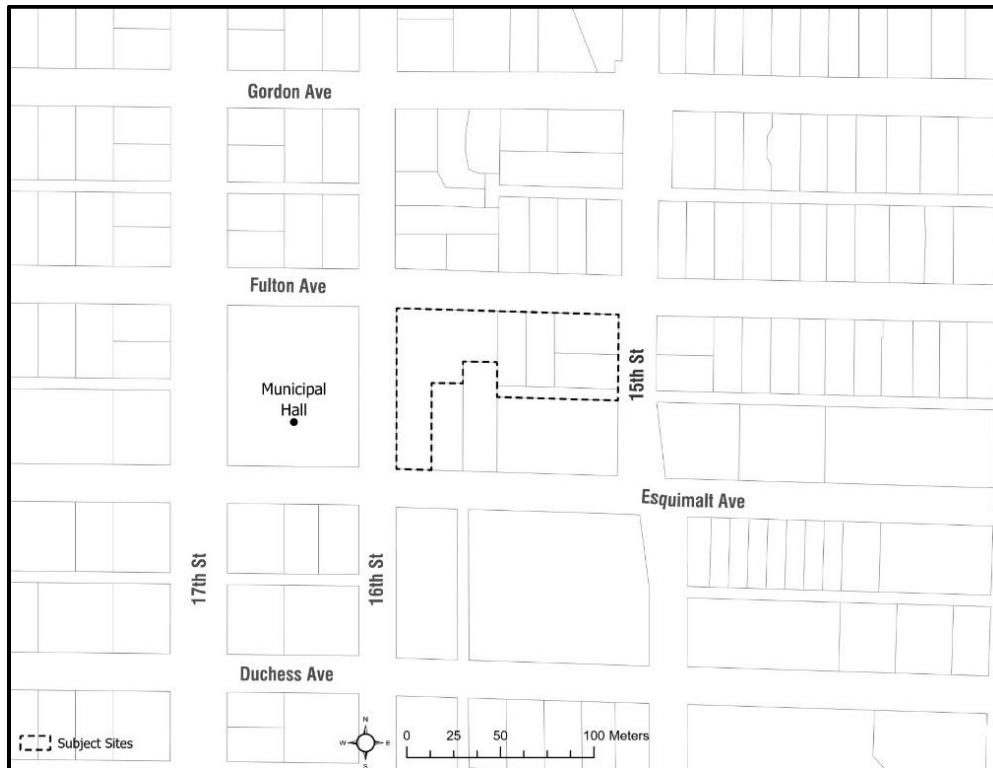 Gordon Ave
Fulton Ave
Municipal
Hall
15th St
Esquimalt Ave
17th St
16th St
Duchess Ave
Subject Sites
N
W E
S
0 25 50 100 Meters